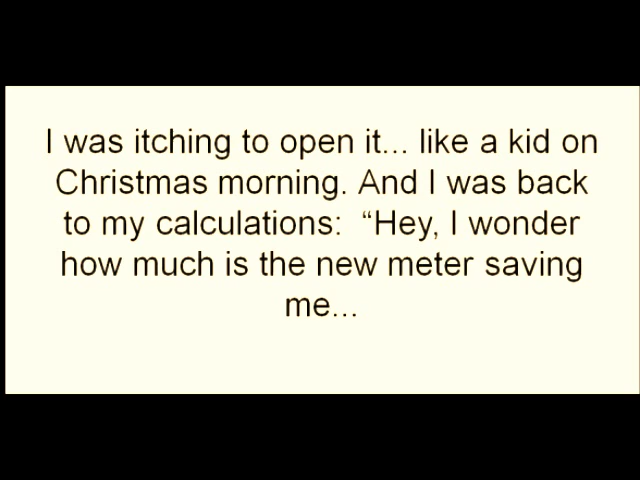 I was itching to open it... like a kid on
Christmas morning. And I was back
to my calculations:  “Hey, I wonder
how much is the new meter saving
me...